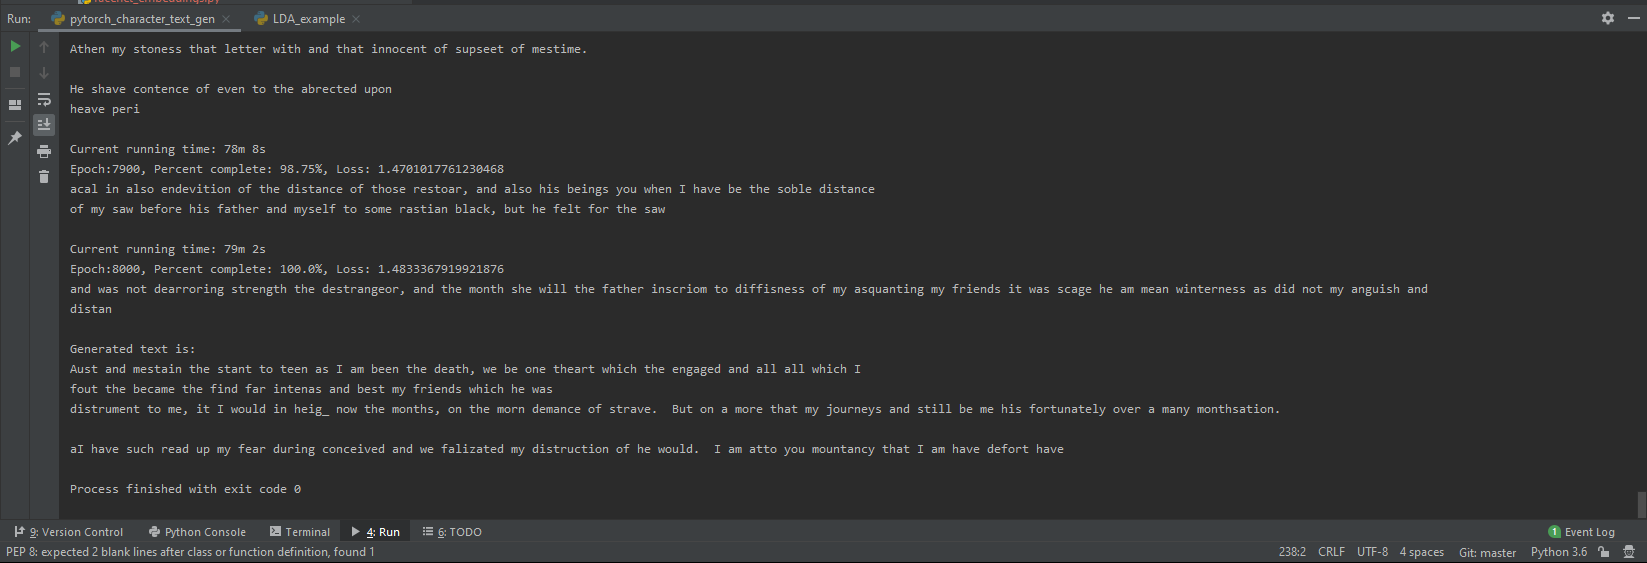 Run:
pytorch_character_text_gen
LDA_example
Athen my stoness that letter with and that innocent of supseet of mestime.
He shave contence of even to the abrected upon
heave peri
Current running time: 78m 8s
Epoch:7900, Percent complete: 98.75%, Loss: 1.4701017761230468
acal in also endevition of the distance of those restoar, and also his beings you when I have be the soble distance
of my saw before his father and myself to some rastian black, but he felt for the saw
Current running time: 79m 2s
Epoch:8000, Percent complete: 100.0%, Loss: 1.4833367919921876
and was not dearroring strength the destrangeor, and the month she will the father inscriom to diffisness of my asquanting my friends it was scage he am mean winterness as did not my anguish and
distan
Generated text is:
Aust and mestain the stant to teen as I am been the death, we be one theart which the engaged and all all which I
fout the became the find far intenas and best my friends which he was
distrument to me, it I would in heig_ now the months, on the morn demance of strave.  But on a more that my journeys and still be me his fortunately over a many monthsation.
aI have such read up my fear during conceived and we falizated my distruction of he would.  I am atto you mountancy that I am have defort have
Process finished with exit code 0
9: Version Control
Python Console
Terminal
4: Run
6: TODO
1 Event Log
PEP 8: expected 2 blank lines after class or function definition, found 1
238:2 CRLF UTF-8 4 spaces Git: master Python 3.6